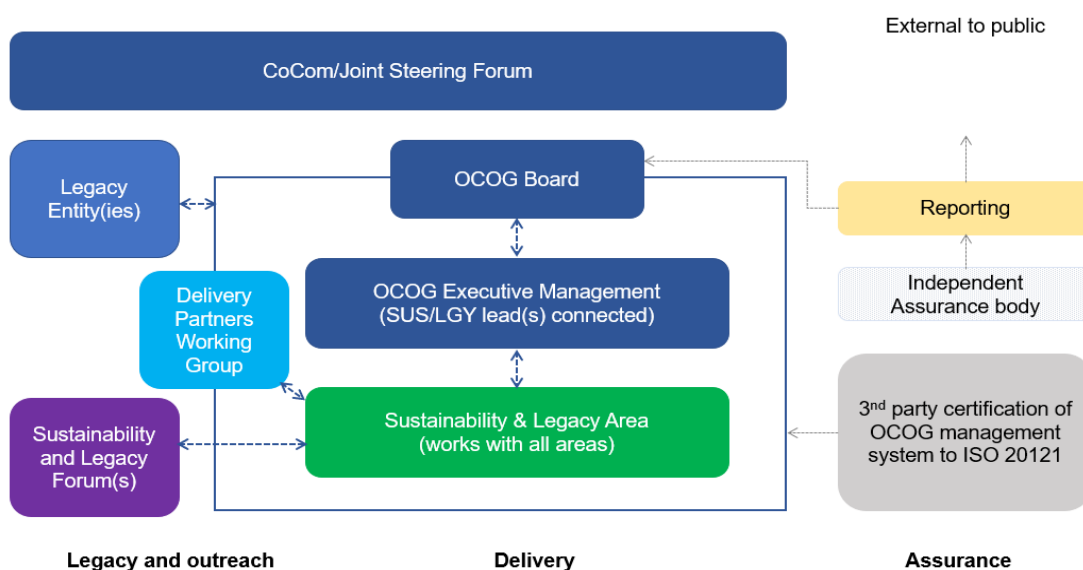 External to public
CoCom/Joint Steering Forum
Legacy
Entity(ies)
OCOG Board
Reporting
Delivery
Partners
Working
Group
OCOG Executive Management
(SUS/LGY lead(s) connected)
Independent
Assurance body
Sustainability
and Legacy
Forum(s)
Sustainability & Legacy Area
(works with all areas)
3nd party certification of
OCOG management
system to ISO 20121
Legacy and outreach
Delivery
Assurance